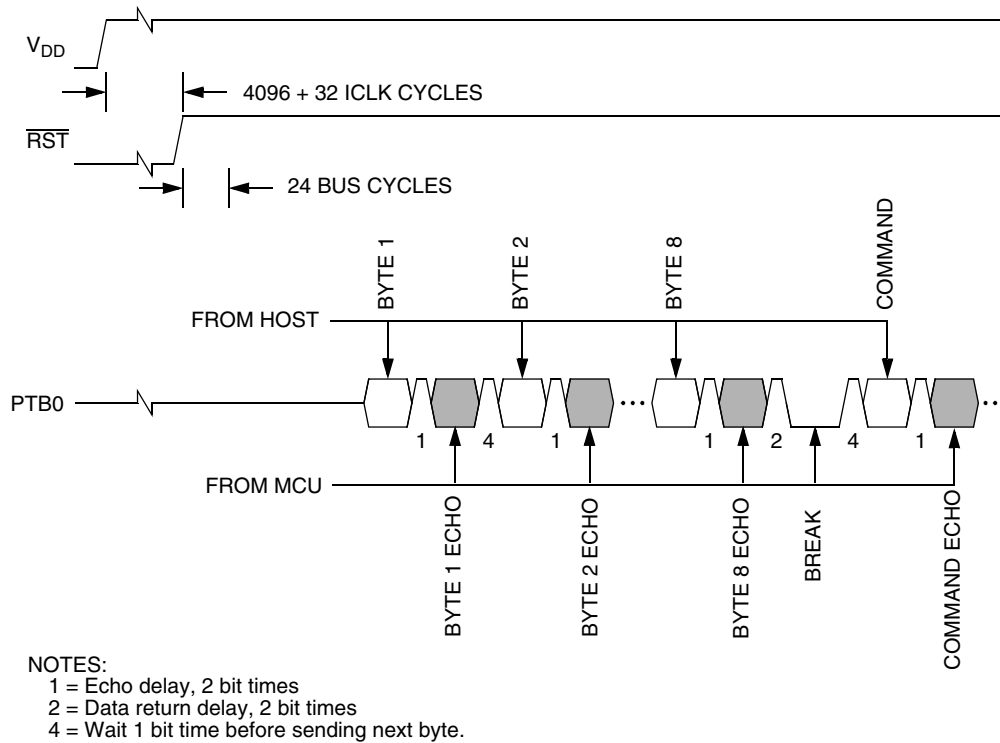 VDD
4096 + 32 ICLK CYCLES
RST
24 BUS CYCLES
BYTE 1
BYTE 2
BYTE 8
COMMAND
FROM HOST
PTB0
...
...
1
4
1
1
2
4
1
FROM MCU
BYTE 1 ECHO
BYTE 2 ECHO
BYTE 8 ECHO
BREAK
COMMAND ECHO
NOTES:
1 = Echo delay, 2 bit times
2 = Data return delay, 2 bit times
4 = Wait 1 bit time before sending next byte.